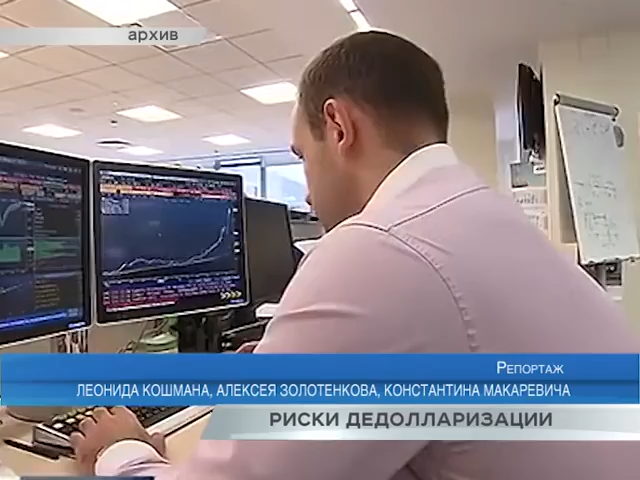 архив
Репортаж
ЛЕОНИДА КОШМАНА, АЛЕКСЕЯ ЗОЛОТЕНКОВА, КОНСТАНТИНА МАКАРЕВИЧА
РИСКИ ДЕДОЛЛАРИЗАЦИИ